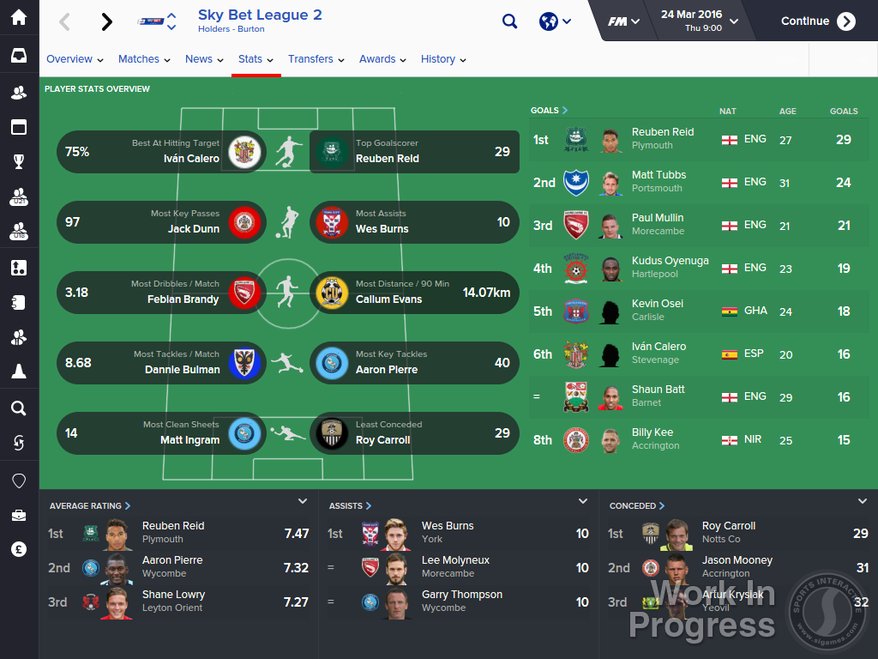 Sky Bet League 2
Holders - Burton
FM
24 Mar 2016
Thu 9:00
Continue
Overview
Matches
News
Stats
Transfers
Awards
History
PLAYER STATS OVERVIEW
75%
Best At Hitting Target
Iván Calero
Top Goalscorer
Reuben Reid
29
97
Most Key Passes
Jack Dunn
Most Assists
Wes Burns
10
3.18
Most Dribbles / Match
Febian Brandy
Most Distance / 90 Min
Callum Evans
14.07km
8.68
Most Tackles / Match
Dannie Bulman
Most Key Tackles
Aaron Pierre
40
14
Most Clean Sheets
Matt Ingram
Least Conceded
Roy Carroll
29
GOALS NAT AGE GOALS
1st Reuben Reid ENG 27 29
Plymouth
2nd Matt Tubbs ENG 31 24
Portsmouth
3rd Paul Mullin ENG 21 21
Morecambe
4th Kudus Oyenuga ENG 23 19
Hartlepool
5th Kevin Osei GHA 24 18
Carlisle
6th Iván Calero ESP 20 16
Stevenage
= Shaun Batt ENG 29 16
Barnet
8th Billy Kee NIR 25 15
Accrington
U21
U18
AVERAGE RATING
1st Reuben Reid 7.47
Plymouth
2nd Aaron Pierre 7.32
Wycombe
3rd Shane Lowry 7.27
Leyton Orient
ASSISTS
1st Wes Burns 10
York
= Lee Molyneux 10
Morecambe
= Garry Thompson 10
Wycombe
CONCEDED
1st Roy Carroll 29
Notts Co
2nd Jason Mooney 31
Accrington
3rd Artur Krysiak 32
Yeovil
Work In
Progress
SPORTS INTERACTIVE
www.sigames.com